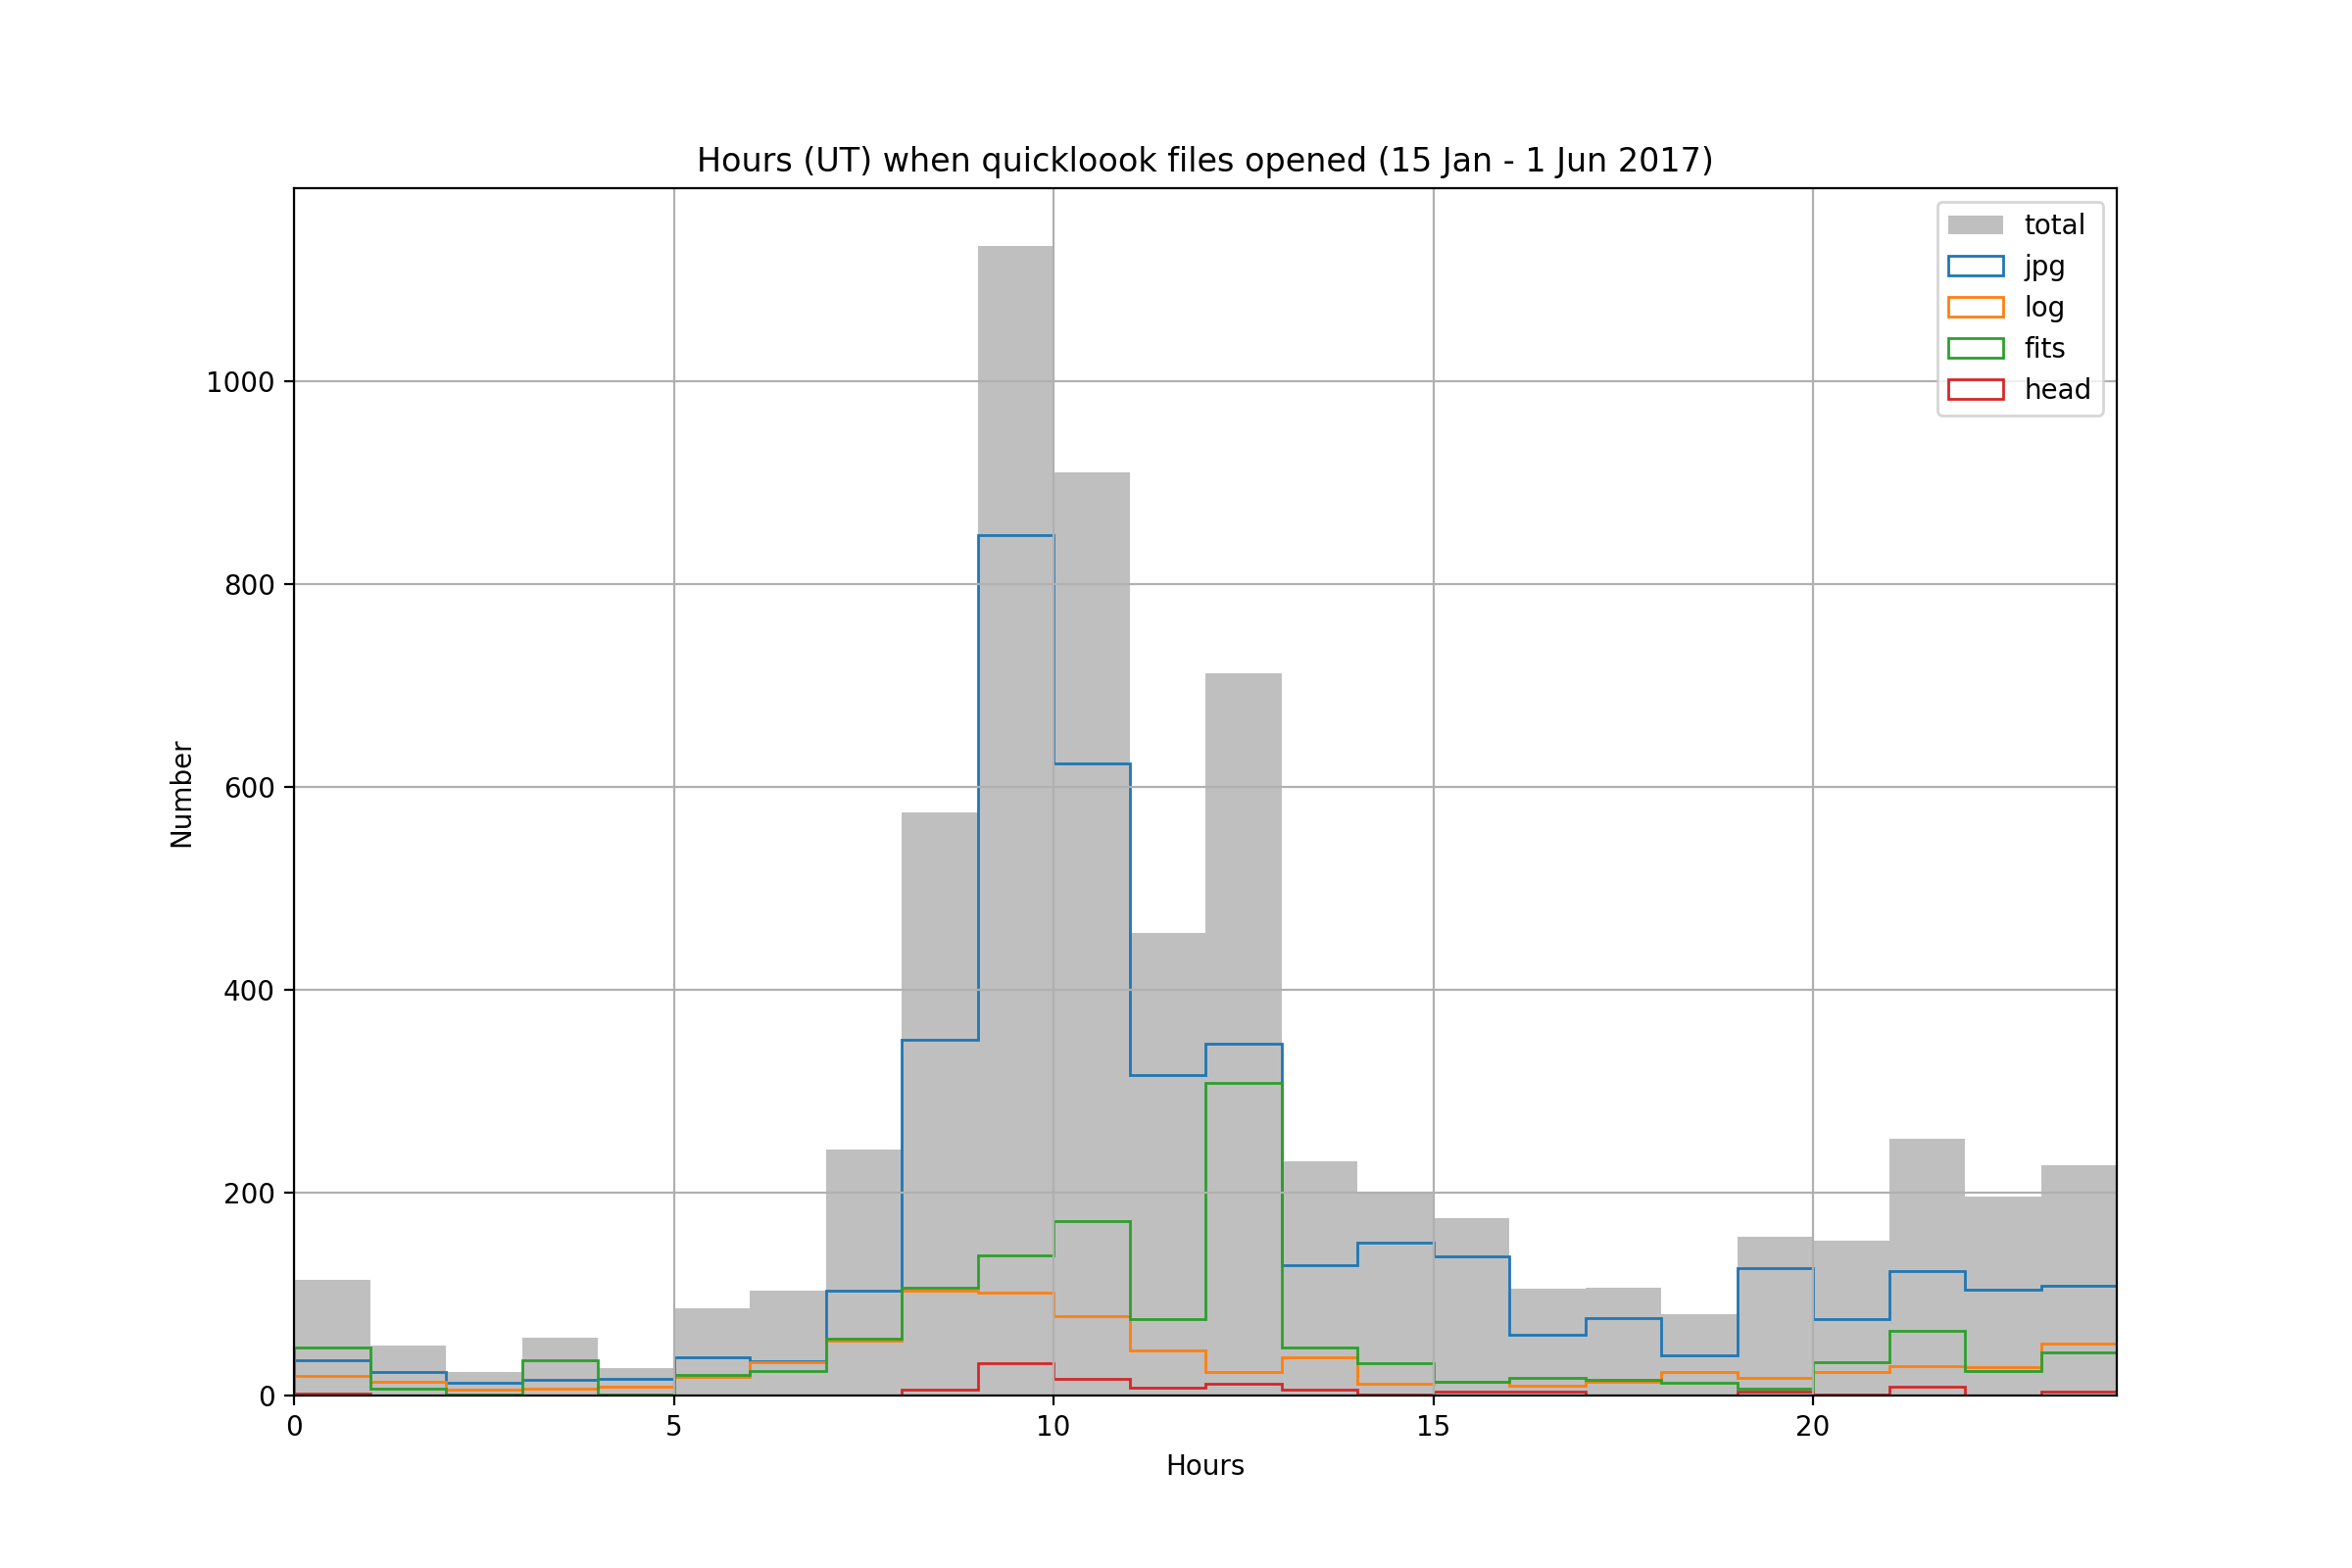 Hours (UT) when quickloook files opened (15 Jan - 1 Jun 2017)
total
jpg
log
fits
head
1000
800
600
400
200
0
Number
0 5 10 15 20
Hours